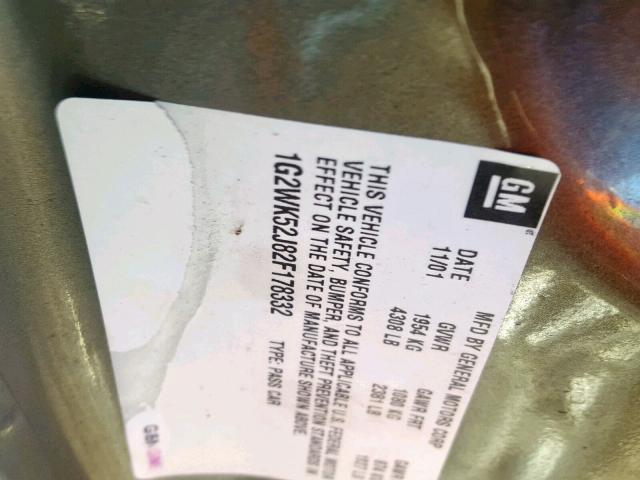 GM
MFD BY GENERAL MOTORS CORP
DATE GVWR GAWR FRT GAWR
11/01 1954 KG 1080 KG
4308 LB 2381 LB
THIS VEHICLE CONFORMS TO ALL APPLICABLE U.S. FEDERAL MOTOR
VEHICLE SAFETY, BUMPER, AND THEFT PREVENTION STANDARDS IN
EFFECT ON THE DATE OF MANUFACTURE SHOWN ABOVE.
1G2WK52J82F178332 TYPE: PASS CAR